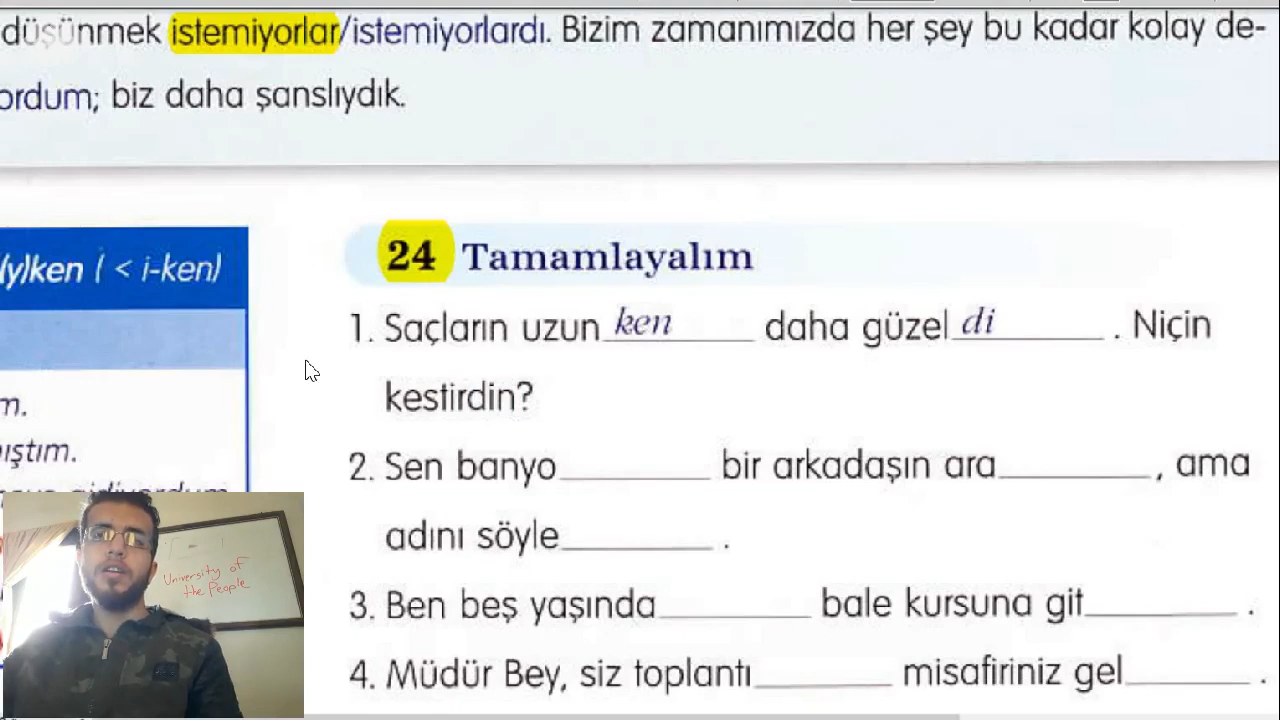 düşünmek istemiyorlar/istemiyorlardı. Bizim zamanımızda her şey bu kadar kolay de-
ordum; biz daha şanslıydık.
(y)ken ( < i-ken)
m.
ıştım.
24 Tamamlayalım
1. Saçların uzun ken daha güzel di . Niçin
kestirdin?
2. Sen banyo bir arkadaşın ara , ama
adını söyle .
3. Ben beş yaşında bale kursuna git .
4. Müdür Bey, siz toplantı misafiriniz gel .
University of
the People